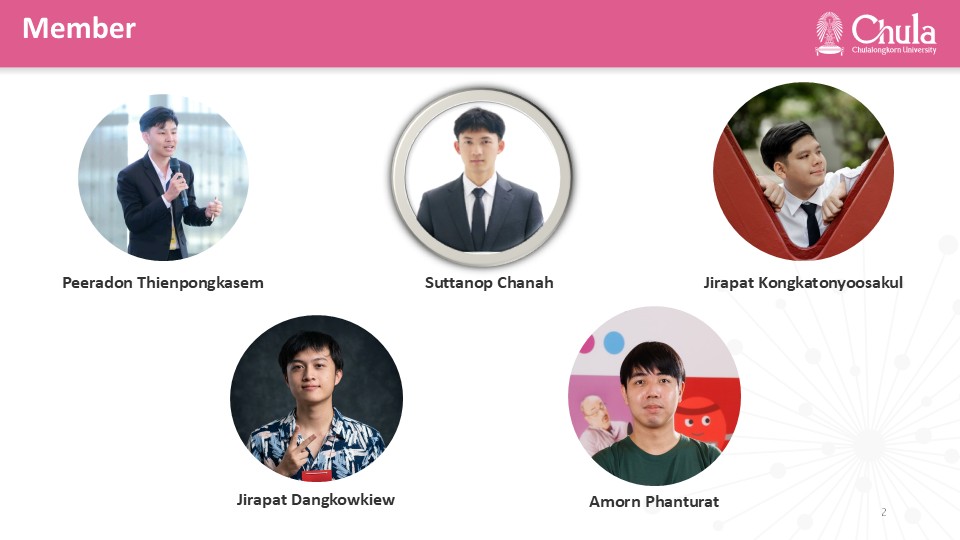 Member
Chula
Chulalongkorn University
Peeradon Thienpongkasem
Suttanop Chanah
Jirapat Kongkatonyoosakul
Jirapat Dangkowkiew
Amorn Phanturat
2